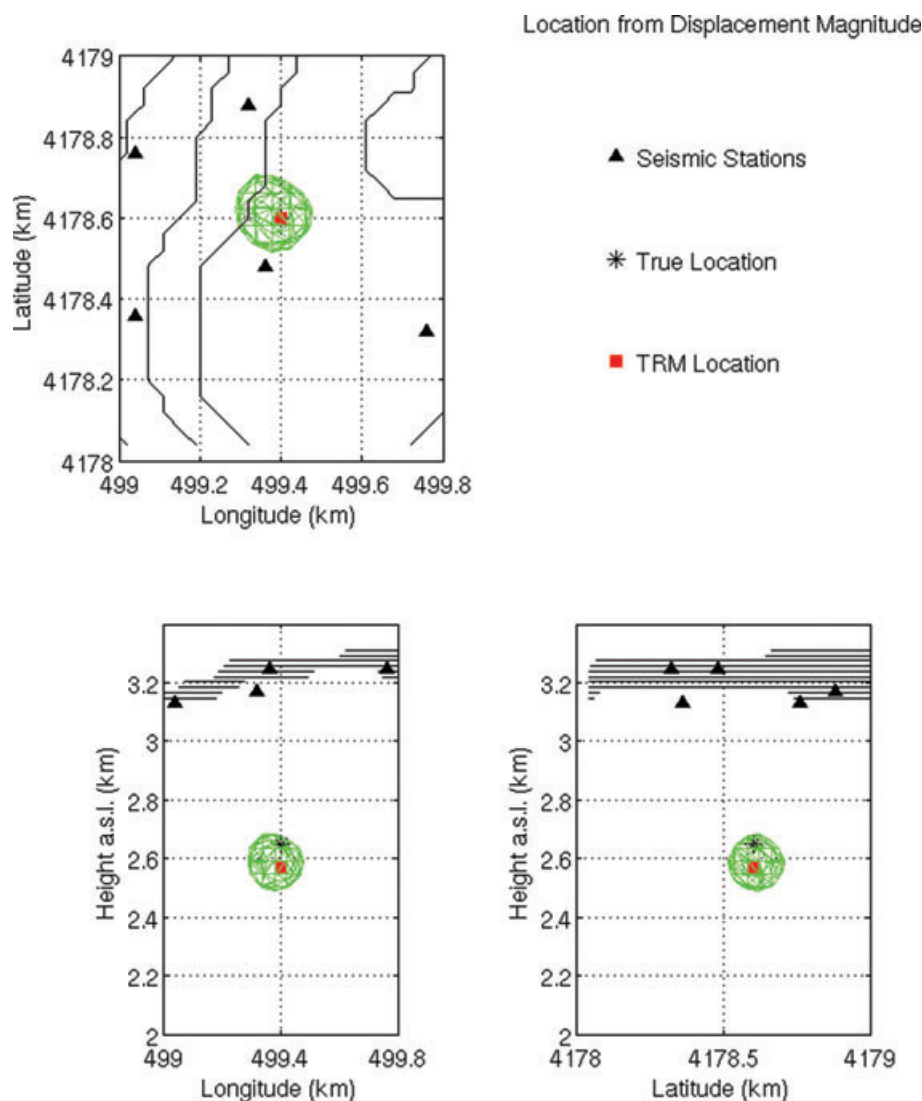 Location from Displacement Magnitude
4179
4178.8
4178.6
4178.4
4178.2
4178
Latitude (km)
499 499.2 499.4 499.6 499.8
Longitude (km)
Seismic Stations
True Location
TRM Location
3.2
3
2.8
2.6
2.4
2.2
2
Height a.s.l. (km)
499 499.4 499.8
Longitude (km)
3.2
3
2.8
2.6
2.4
2.2
2
Height a.s.l. (km)
4178 4178.5 4179
Latitude (km)